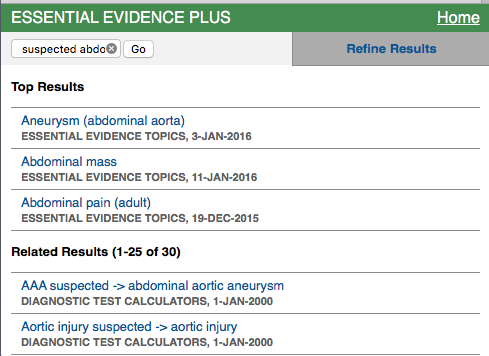 ESSENTIAL EVIDENCE PLUS Home
suspected abdo Go Refine Results
Top Results
Aneurysm (abdominal aorta)
ESSENTIAL EVIDENCE TOPICS, 3-JAN-2016
Abdominal mass
ESSENTIAL EVIDENCE TOPICS, 11-JAN-2016
Abdominal pain (adult)
ESSENTIAL EVIDENCE TOPICS, 19-DEC-2015
Related Results (1-25 of 30)
AAA suspected -> abdominal aortic aneurysm
DIAGNOSTIC TEST CALCULATORS, 1-JAN-2000
Aortic injury suspected -> aortic injury
DIAGNOSTIC TEST CALCULATORS, 1-JAN-2000